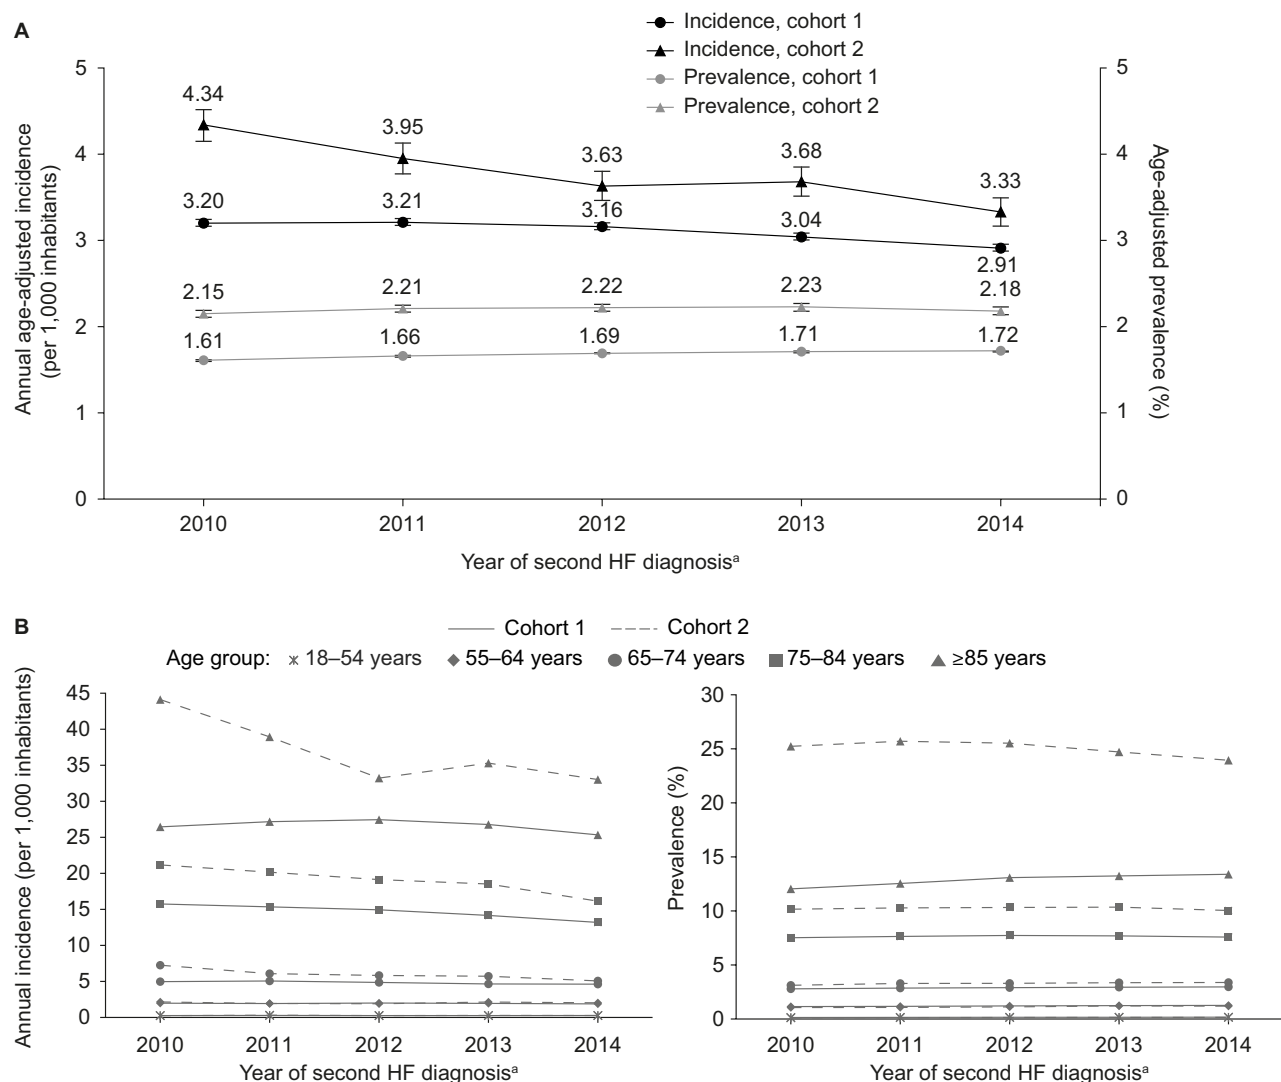 A
Incidence, cohort 1
Incidence, cohort 2
Prevalence, cohort 1
Prevalence, cohort 2
Annual age-adjusted incidence
(per 1,000 inhabitants)
5
4
3
2
1
0
4.34
3.95
3.63
3.68
3.33
3.20
3.21
3.16
3.04
2.91
2.15
2.21
2.22
2.23
2.18
1.61
1.66
1.69
1.71
1.72
5
4
3
2
1
0
Age-adjusted prevalence
(%)
2010 2011 2012 2013 2014
Year of second HF diagnosisᵃ
B
Cohort 1 Cohort 2
Age group: 18–54 years 55–64 years 65–74 years 75–84 years ≥85 years
Annual incidence (per 1,000 inhabitants)
45
40
35
30
25
20
15
10
5
0
2010 2011 2012 2013 2014
Year of second HF diagnosisᵃ
Prevalence (%)
30
25
20
15
10
5
0
2010 2011 2012 2013 2014
Year of second HF diagnosisᵃ